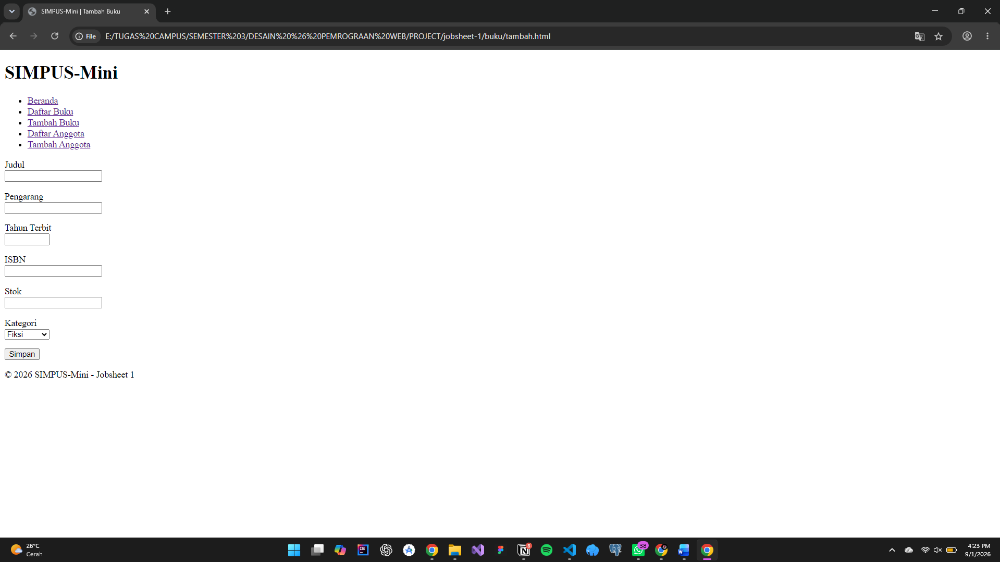 SIMPUS-Mini | Tambah Buku
File
E:/TUGAS%20CAMPUS/SEMESTER%203/DESAIN%20%26%20PEMROGRAAN%20WEB/PROJECT/jobsheet-1/buku/tambah.html
SIMPUS-Mini
Beranda
Daftar Buku
Tambah Buku
Daftar Anggota
Tambah Anggota
Judul
Pengarang
Tahun Terbit
ISBN
Stok
Kategori
Fiksi
Simpan
© 2026 SIMPUS-Mini - Jobsheet 1
26°C
Cerah
IE
8
38
W
4:23 PM
9/1/2026